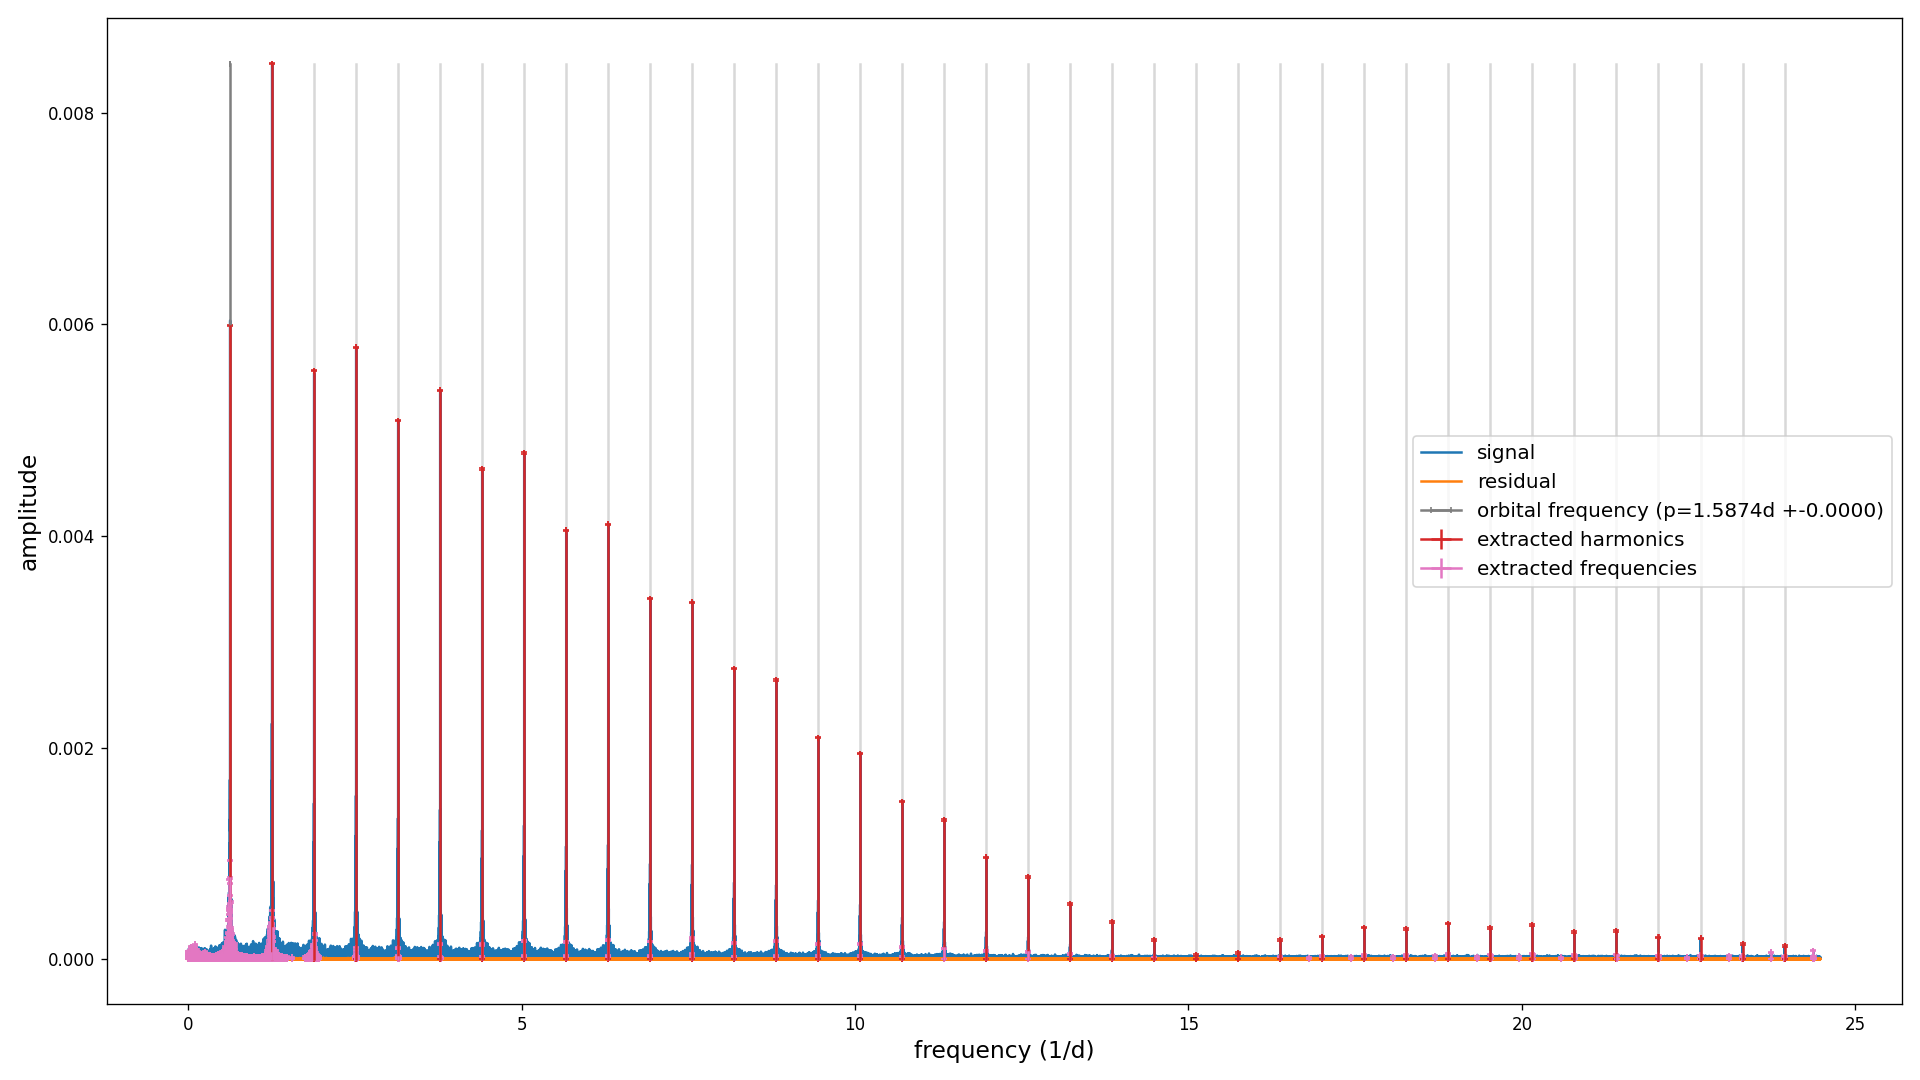 amplitude
0.008
0.006
0.004
0.002
0.000
signal
residual
orbital frequency (p=1.5874d +-0.0000)
extracted harmonics
extracted frequencies
0 5 10 15 20 25
frequency (1/d)